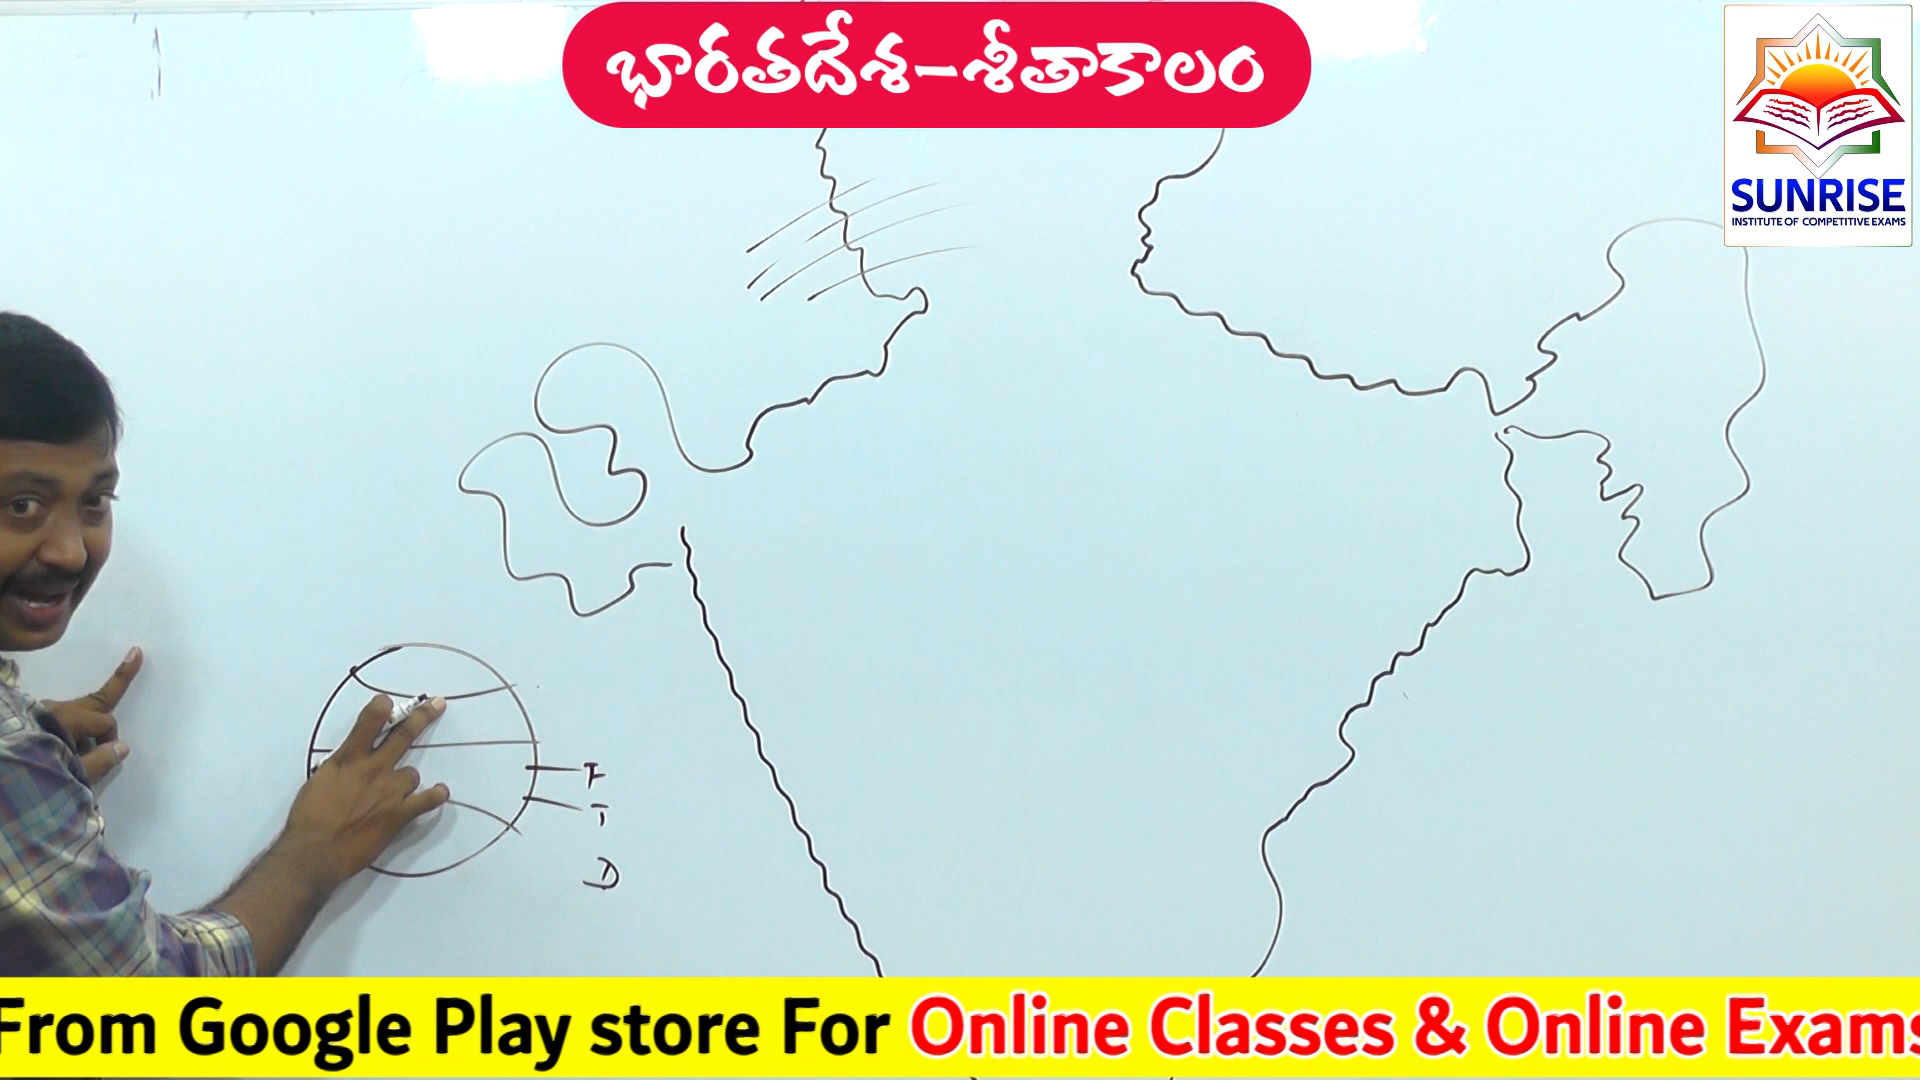 భారతదేశ-శీతాకాలం
SUNRISE
INSTITUTE OF COMPETITIVE EXAMS
F
T
D
From Google Play store For Online Classes & Online Exams